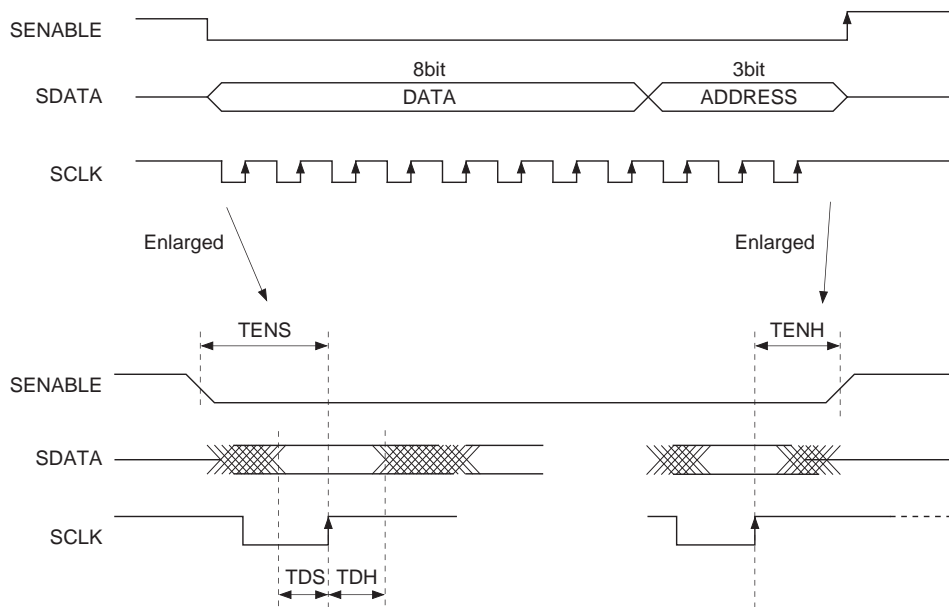 SENABLE
8bit 3bit
SDATA DATA ADDRESS
SCLK
Enlarged Enlarged
TENS TENH
SENABLE
SDATA
SCLK
TDS TDH